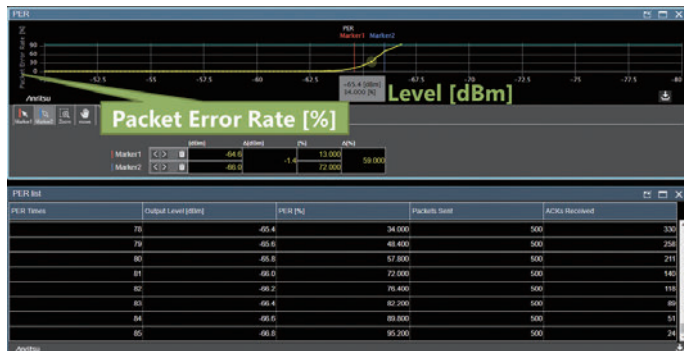 PER
Packet Error Rate [%]
PER
Marker1 Marker2
90
60
30
0
-52.5
-55
-57.5
-60
-62.5
-67.5
-70
-72.5
-75
-77.5
-80
-65.4 [dBm]
34.000 [%]
Level [dBm]
Anritsu
Packet Error Rate [%]
Marker1 Marker2 Zoom
[dBm] Δ[dBm] [%] Δ[%]
Marker1 <|> -64.6 13.000
-1.4 59.000
Marker2 <|> -66.0 72.000
PER list
PER Times Output Level [dBm] PER [%] Packets Sent ACKs Received
78 -65.4 34.000 500 330
79 -65.6 48.400 500 258
80 -65.8 57.800 500 211
81 -66.0 72.000 500 140
82 -66.2 76.400 500 118
83 -66.4 82.200 500 89
84 -66.6 89.800 500 51
85 -66.8 95.200 500 24
Anritsu